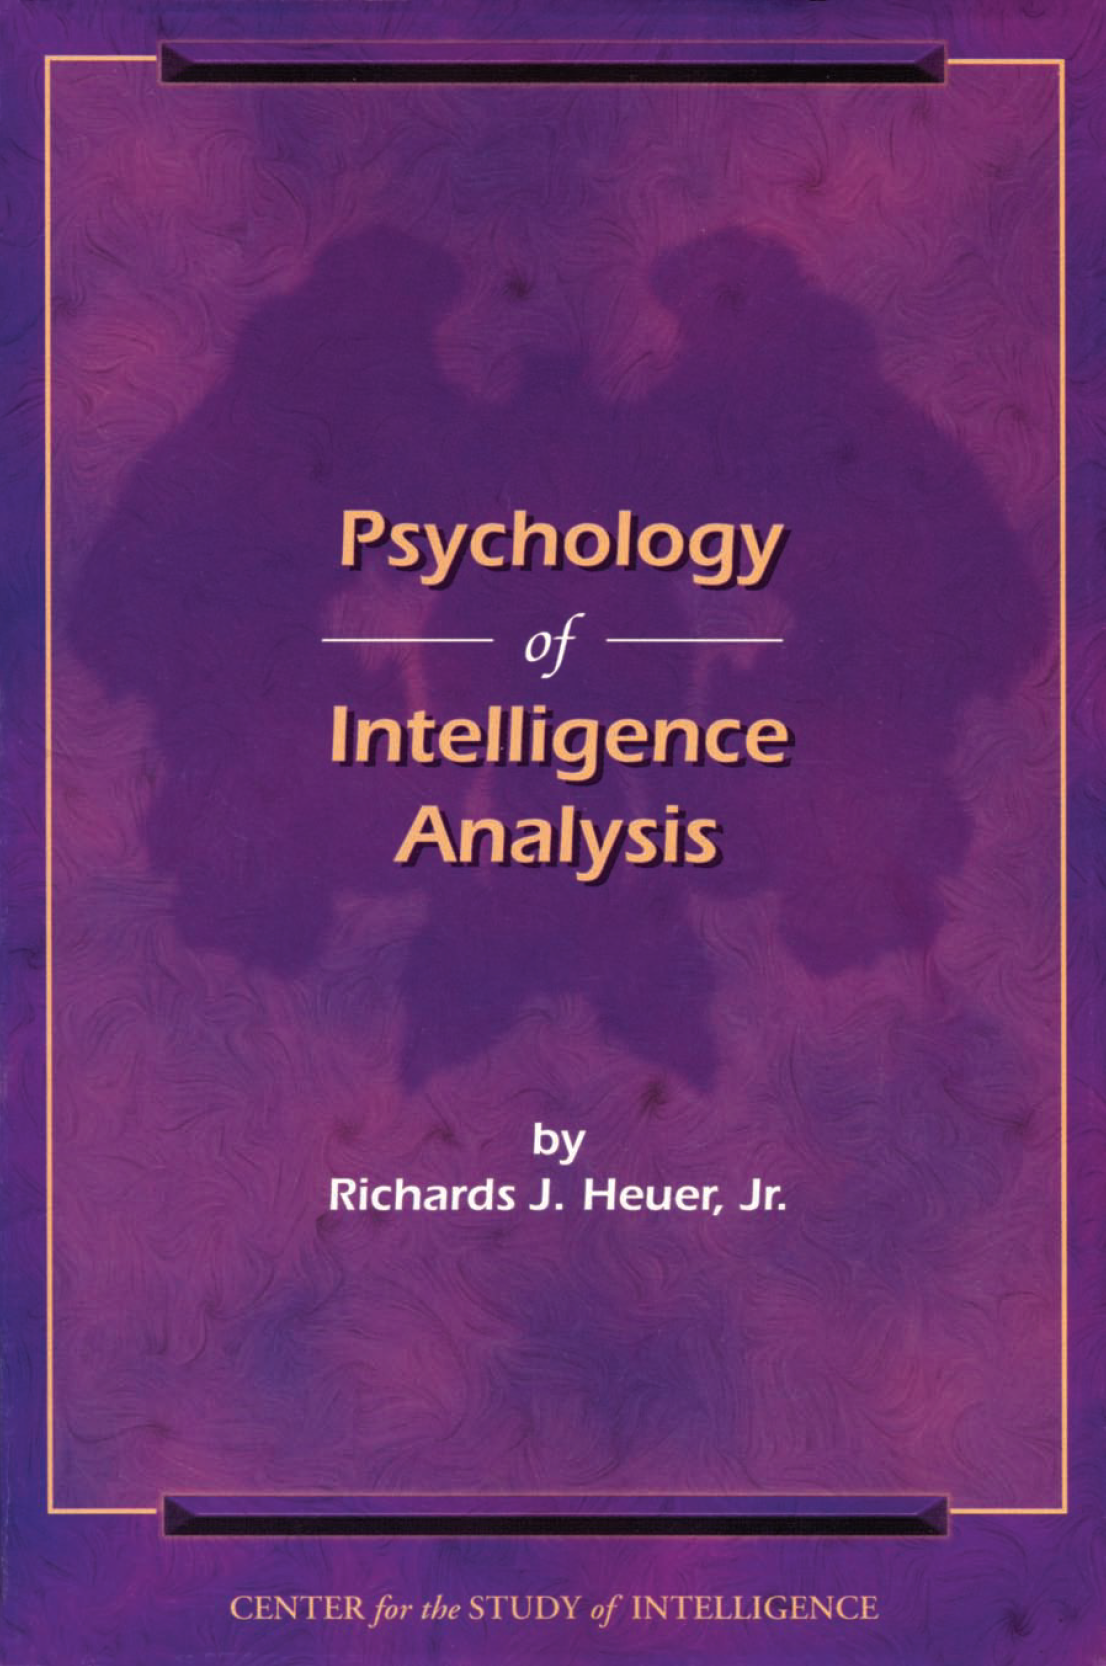 Psychology
of
Intelligence
Analysis
by
Richards J. Heuer, Jr.
CENTER for the STUDY of INTELLIGENCE